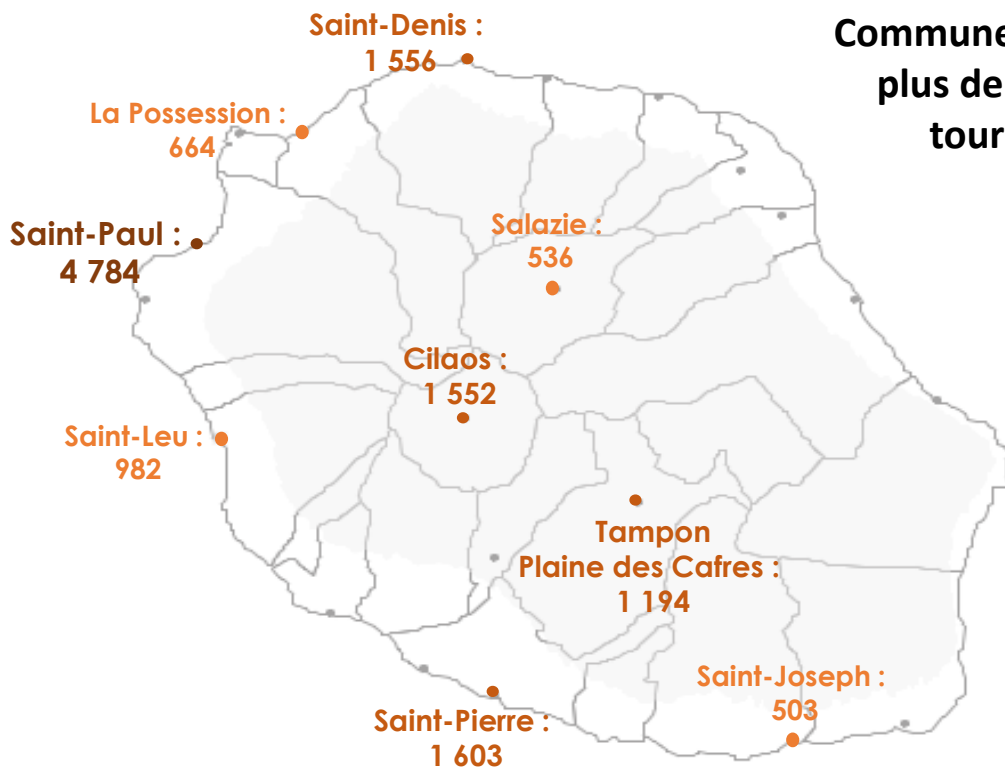 Commune
plus de
tour
Saint-Denis :
1 556
La Possession :
664
Saint-Paul :
4 784
Salazie :
536
Cilaos :
1 552
Saint-Leu :
982
Tampon
Plaine des Cafres :
1 194
Saint-Joseph :
503
Saint-Pierre :
1 603